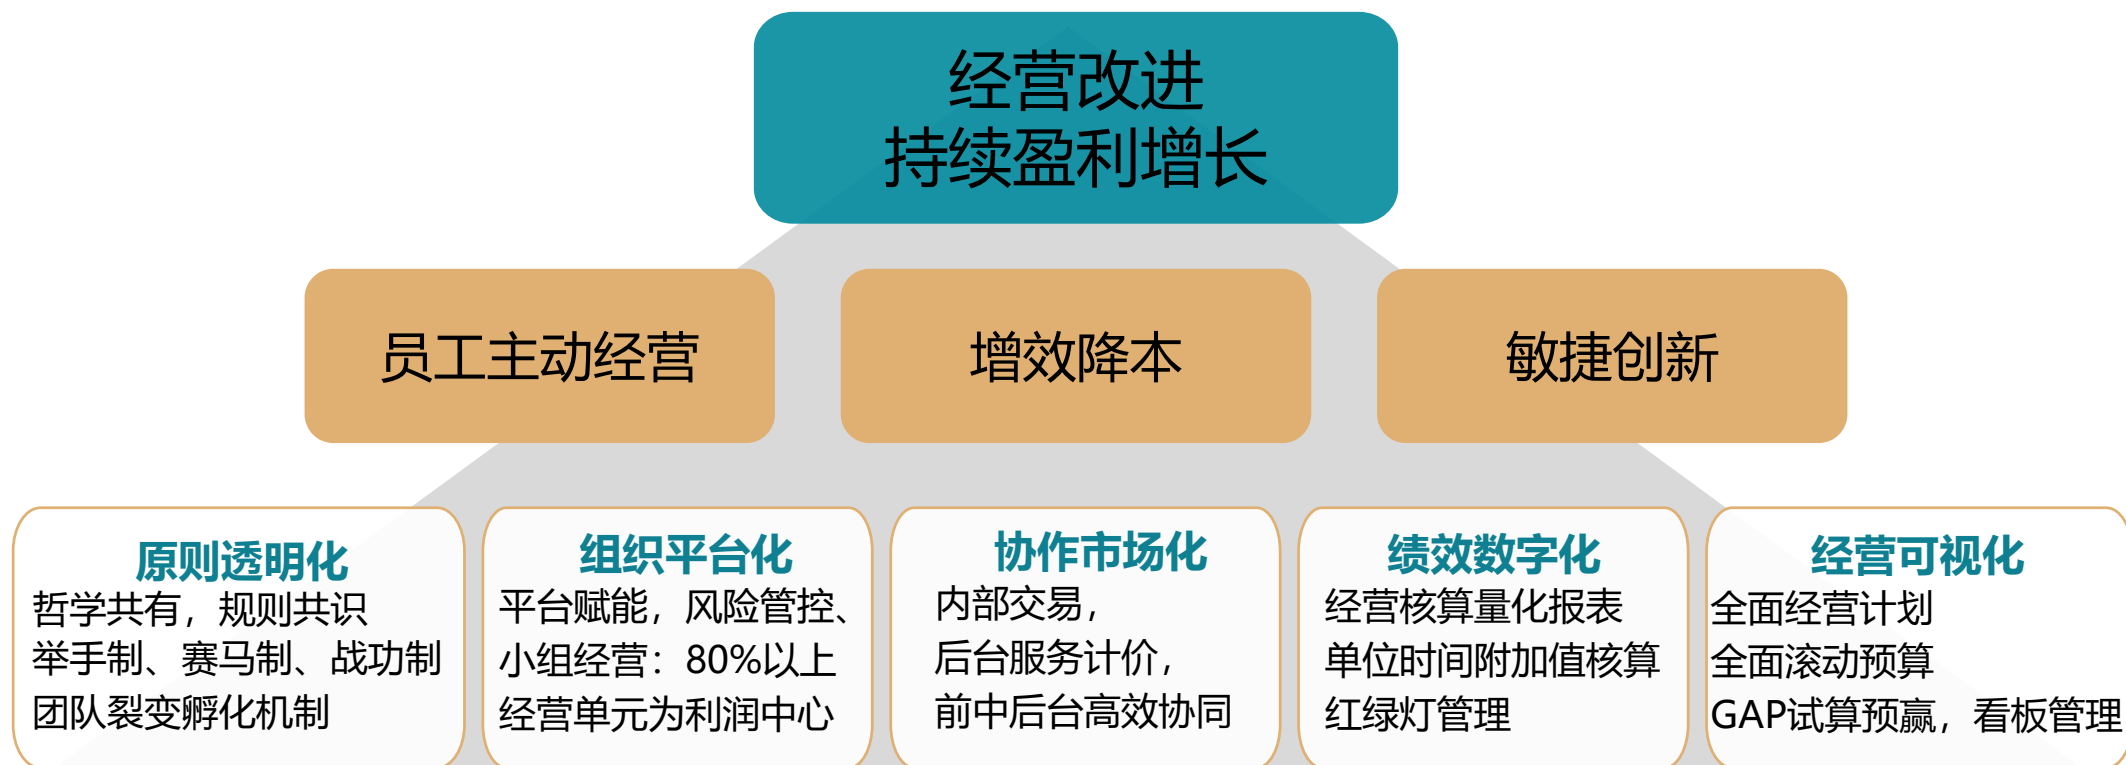 经营改进
持续盈利增长
员工主动经营
增效降本
敏捷创新
原则透明化
哲学共有，规则共识
举手制、赛马制、战功制
团队裂变孵化机制
组织平台化
平台赋能，风险管控、
小组经营：80%以上
经营单元为利润中心
协作市场化
内部交易，
后台服务计价，
前中后台高效协同
绩效数字化
经营核算量化报表
单位时间附加值核算
红绿灯管理
经营可视化
全面经营计划
全面滚动预算
GAP试算预赢，看板管理